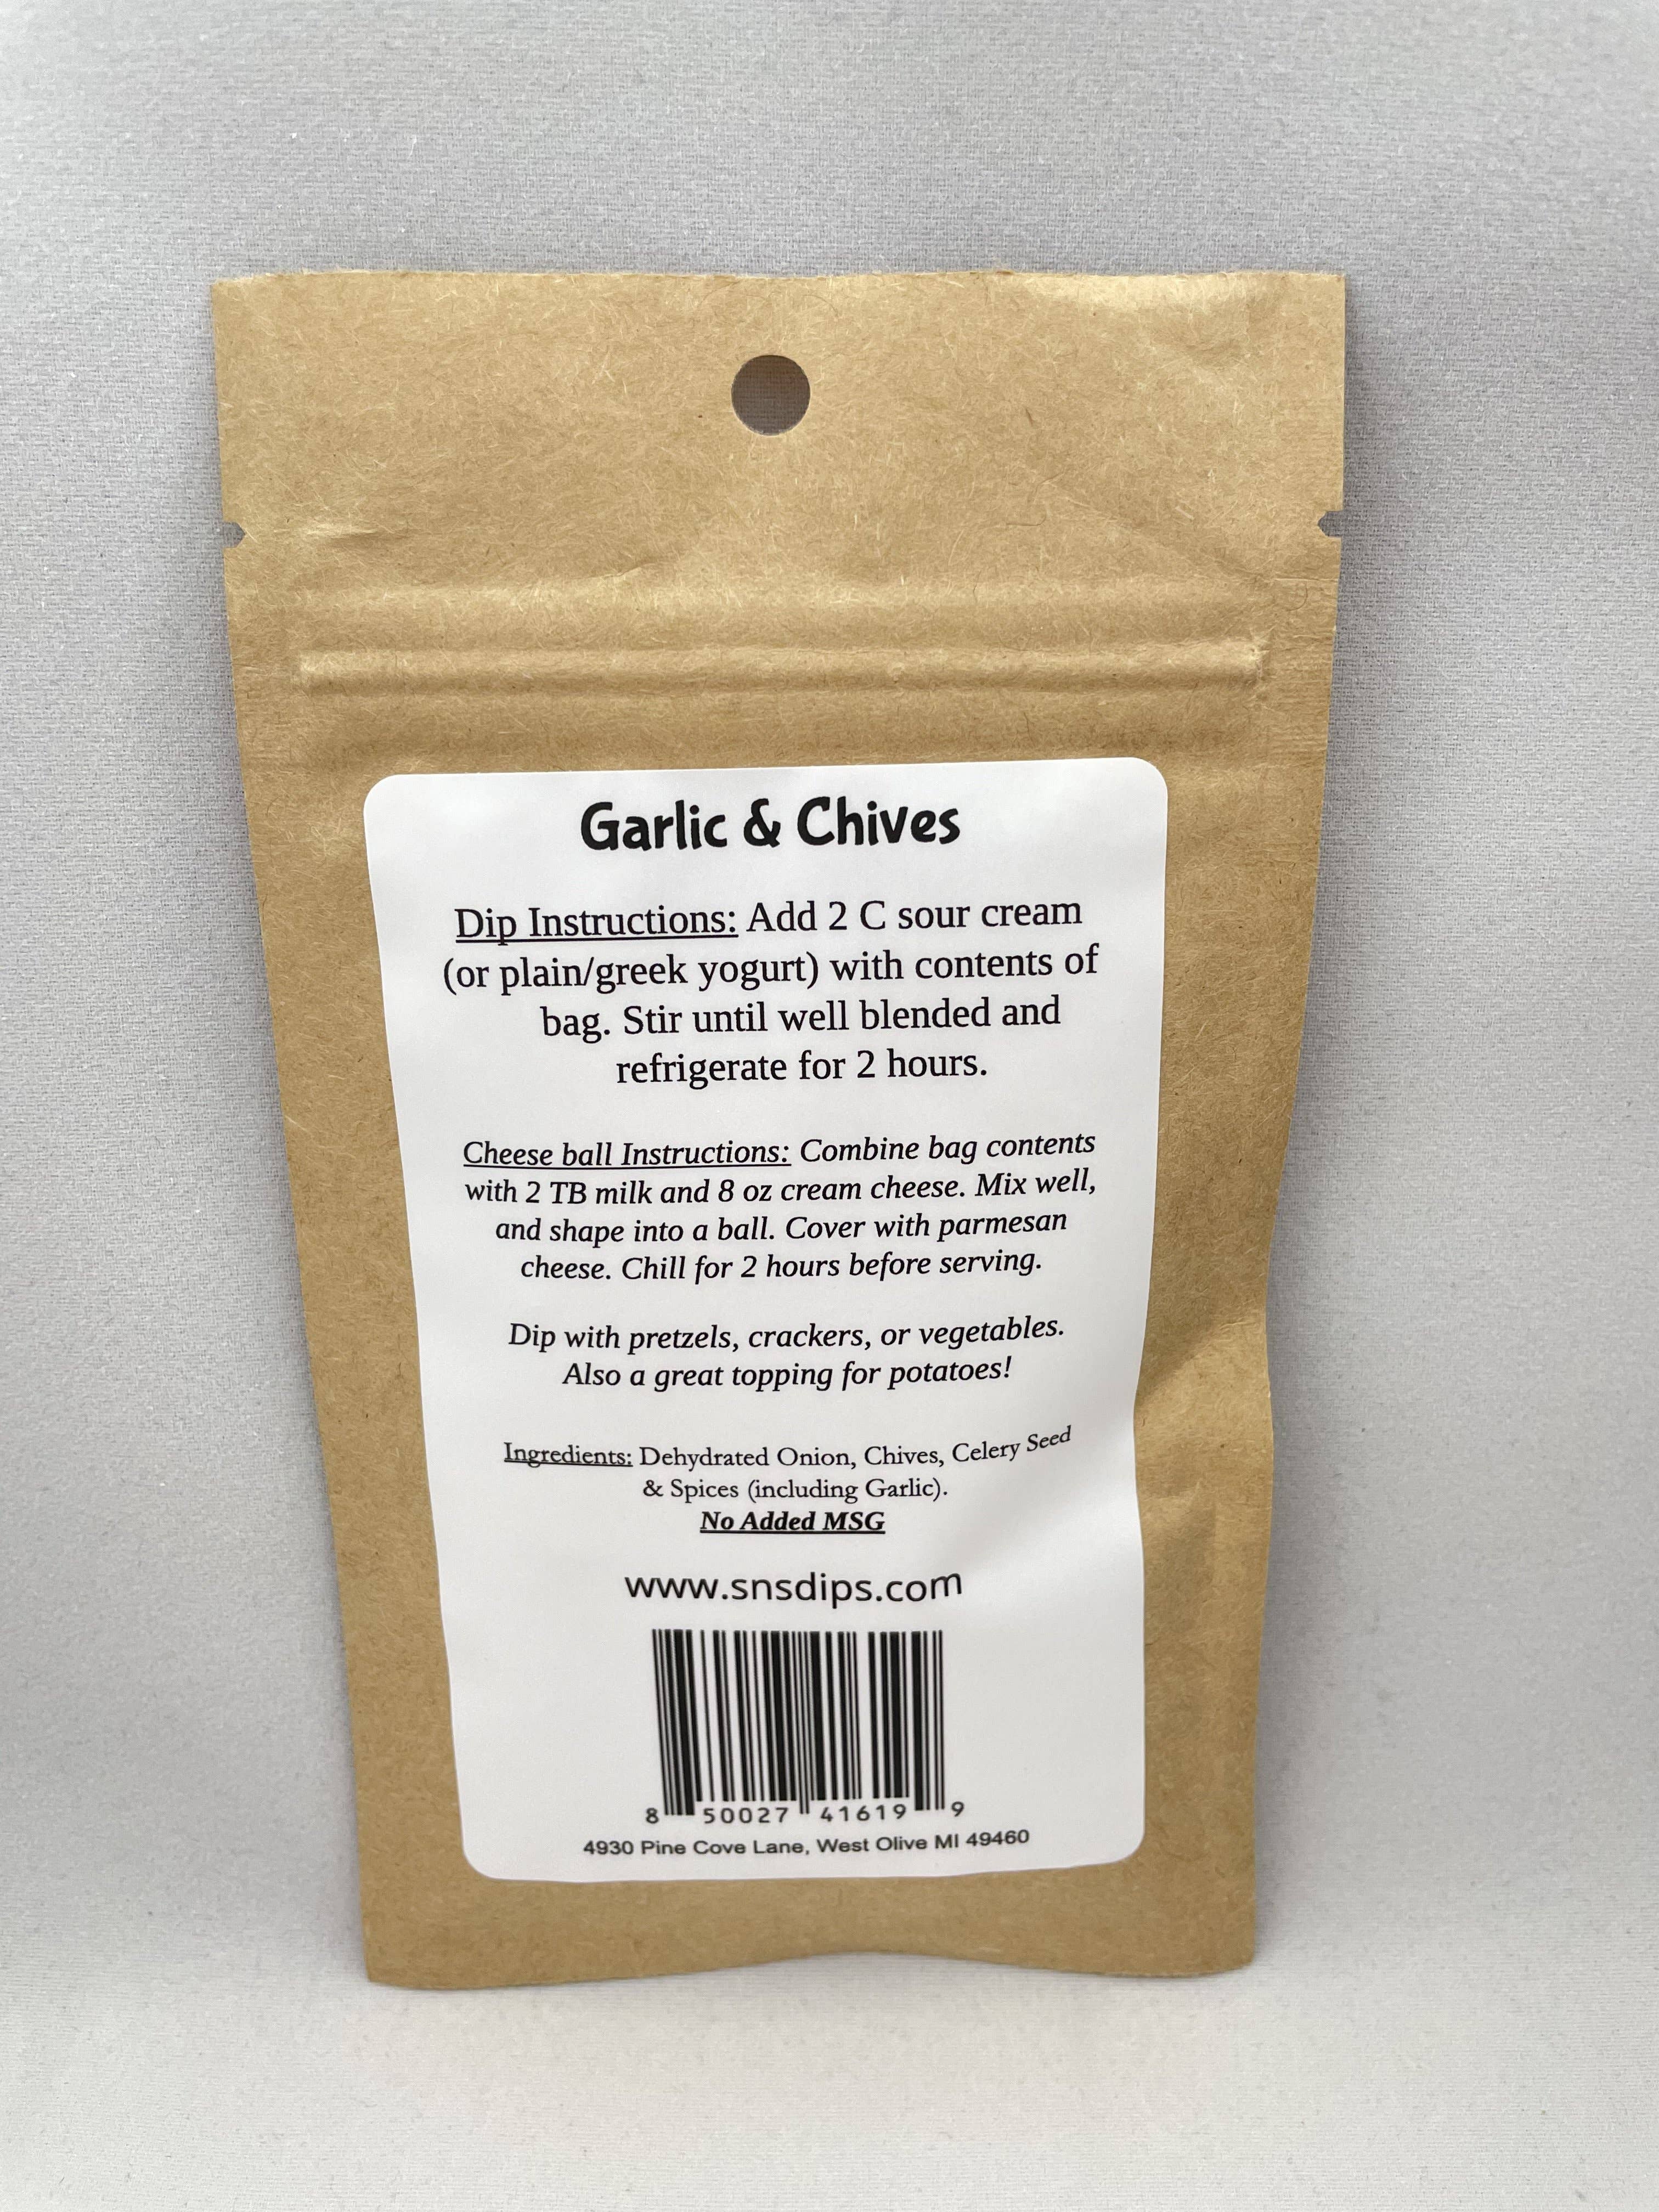 Garlic & Chives
Dip Instructions: Add 2 C sour cream
(or plain/greek yogurt) with contents of
bag. Stir until well blended and
refrigerate for 2 hours.
Cheese ball Instructions: Combine bag contents
with 2 TB milk and 8 oz cream cheese. Mix well,
and shape into a ball. Cover with parmesan
cheese. Chill for 2 hours before serving.
Dip with pretzels, crackers, or vegetables.
Also a great topping for potatoes!
Ingredients: Dehydrated Onion, Chives, Celery Seed
& Spices (including Garlic).
No Added MSG
www.snsdips.com
8 50027 41619 9
4930 Pine Cove Lane, West Olive MI 49460